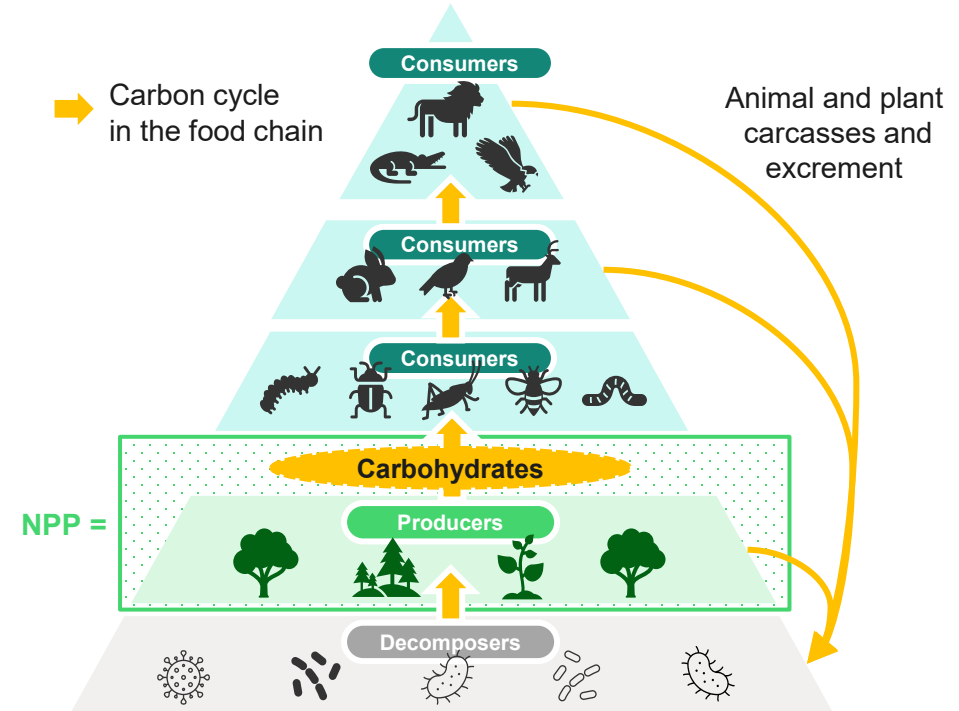 Consumers
Carbon cycle
in the food chain
Animal and plant
carcasses and
excrement
Consumers
Consumers
Carbohydrates
NPP =
Producers
Decomposers